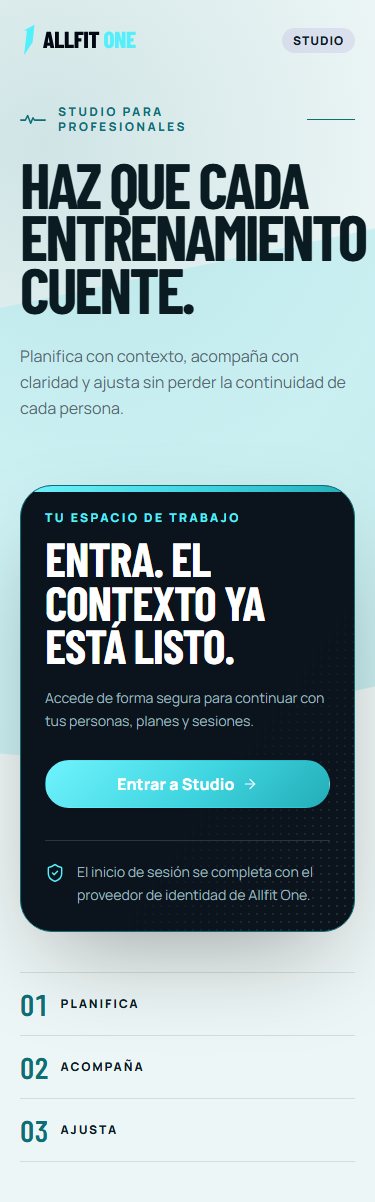 ALLFIT ONE
STUDIO
STUDIO PARA
PROFESIONALES
HAZ QUE CADA
ENTRENAMIENTO
CUENTE.
Planifica con contexto, acompaña con
claridad y ajusta sin perder la continuidad de
cada persona.
TU ESPACIO DE TRABAJO
ENTRA. EL
CONTEXTO YA
ESTÁ LISTO.
Accede de forma segura para continuar con
tus personas, planes y sesiones.
Entrar a Studio →
El inicio de sesión se completa con el
proveedor de identidad de Allfit One.
01 PLANIFICA
02 ACOMPAÑA
03 AJUSTA